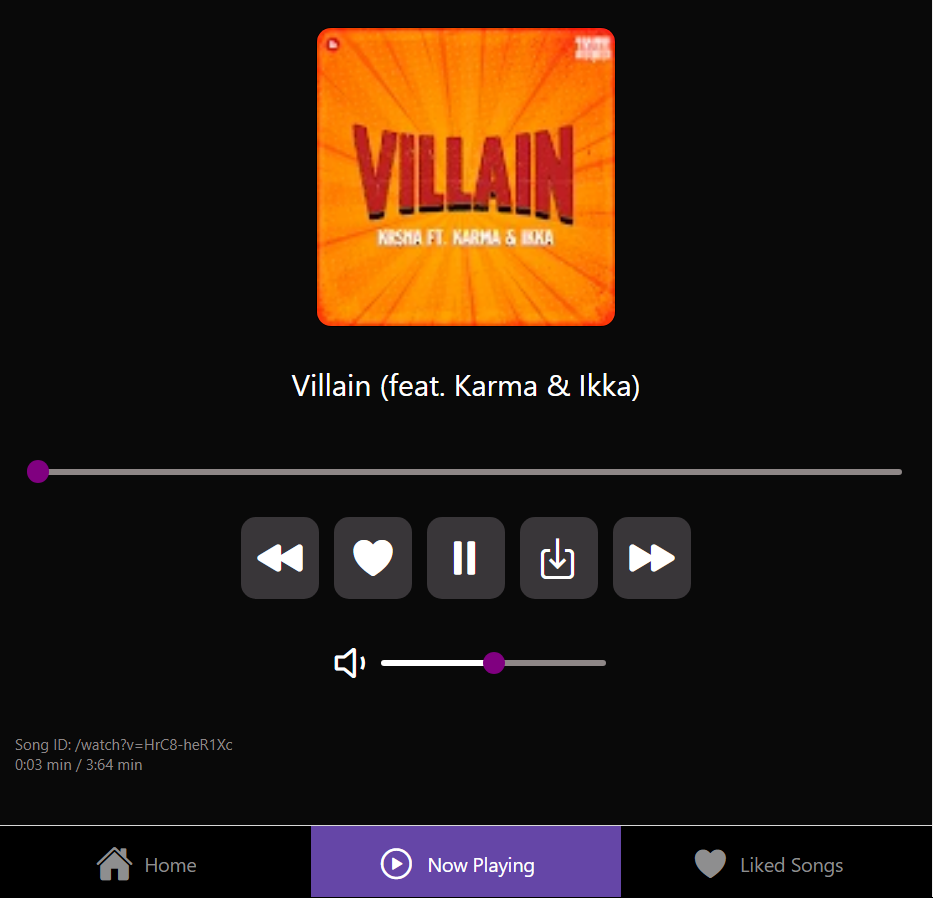 VILLAIN
KR$NA FT. KARMA & IKKA
Villain (feat. Karma & Ikka)
Song ID: /watch?v=HrC8-heR1Xc
0:03 min / 3:64 min
Home
Now Playing
Liked Songs